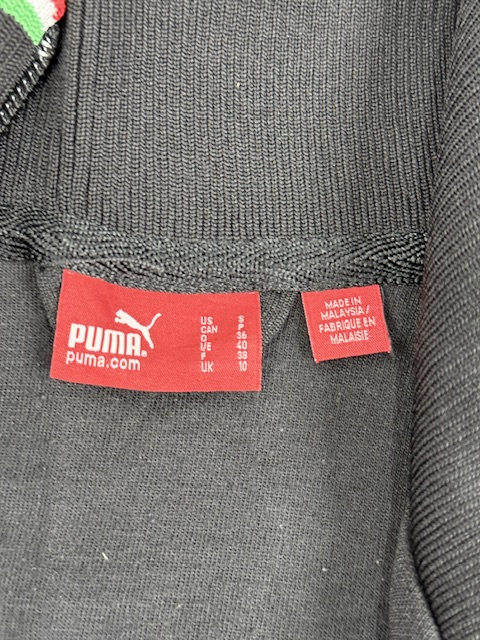 PUMA®
puma.com
US S
CAN P
D 36
I/E 40
F 38
UK 10
MADE IN
MALAYSIA /
FABRIQUE EN
MALAISIE